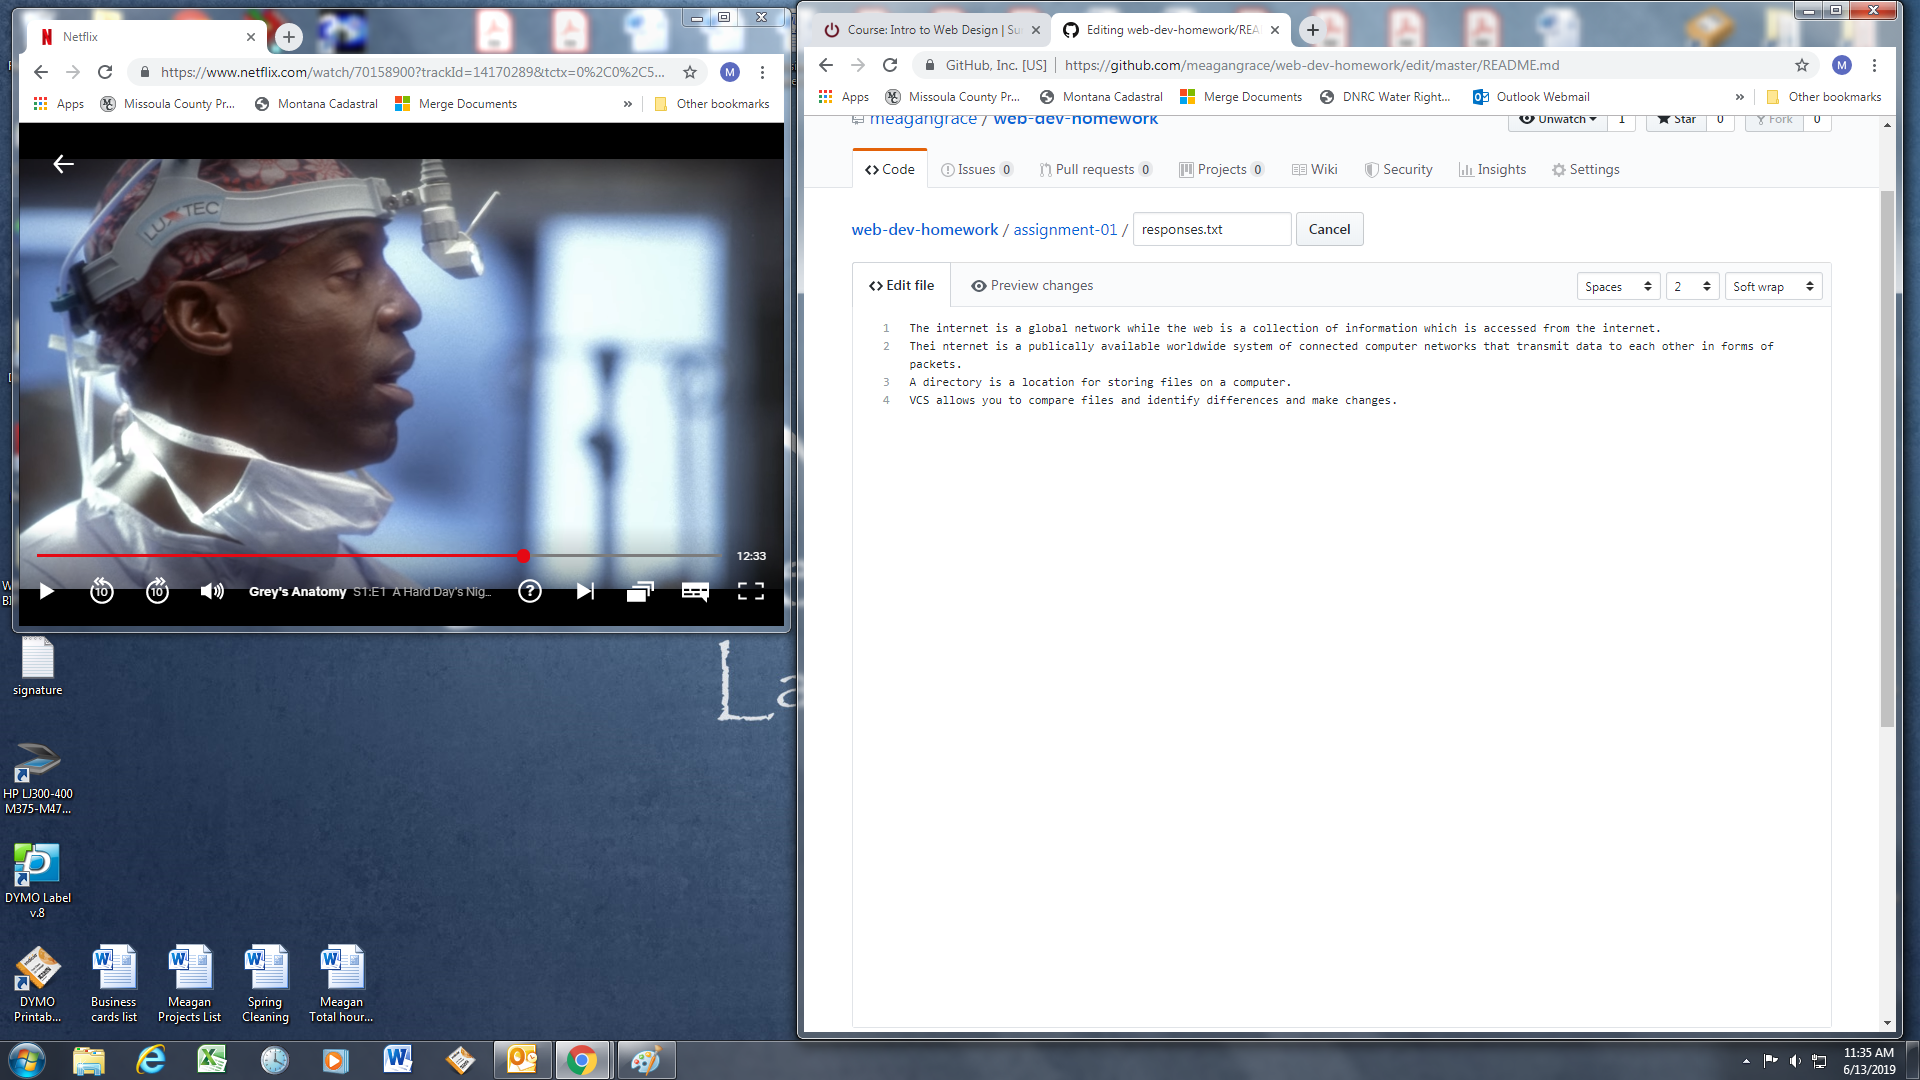 Netflix
https://www.netflix.com/watch/70158900?trackId=14170289&tctx=0%2C0%2C5...
M
Apps
Missoula County Pr...
Montana Cadastral
Merge Documents
»
Other bookmarks
LUXTEC
12:33
10
10
Grey's Anatomy S1:E1 A Hard Day's Nig...
?
Course: Intro to Web Design | Su
Editing web-dev-homework/REA
GitHub, Inc. [US]
https://github.com/meagangrace/web-dev-homework/edit/master/README.md
M
Apps
Missoula County Pr...
Montana Cadastral
Merge Documents
DNRC Water Right...
Outlook Webmail
»
Other bookmarks
meagangrace / web-dev-homework
Unwatch 1
Star 0
Fork 0
Code
Issues 0
Pull requests 0
Projects 0
Wiki
Security
Insights
Settings
web-dev-homework / assignment-01 / responses.txt
Cancel
Edit file
Preview changes
Spaces
2
Soft wrap
1 The internet is a global network while the web is a collection of information which is accessed from the internet.
2 Thei nternet is a publically available worldwide system of connected computer networks that transmit data to each other in forms of
packets.
3 A directory is a location for storing files on a computer.
4 VCS allows you to compare files and identify differences and make changes.
La
signature
HP LJ300-400
M375-M47...
DYMO Label
v.8
DYMO
Printab...
Business
cards list
Meagan
Projects List
Spring
Cleaning
Meagan
Total hour...
11:35 AM
6/13/2019